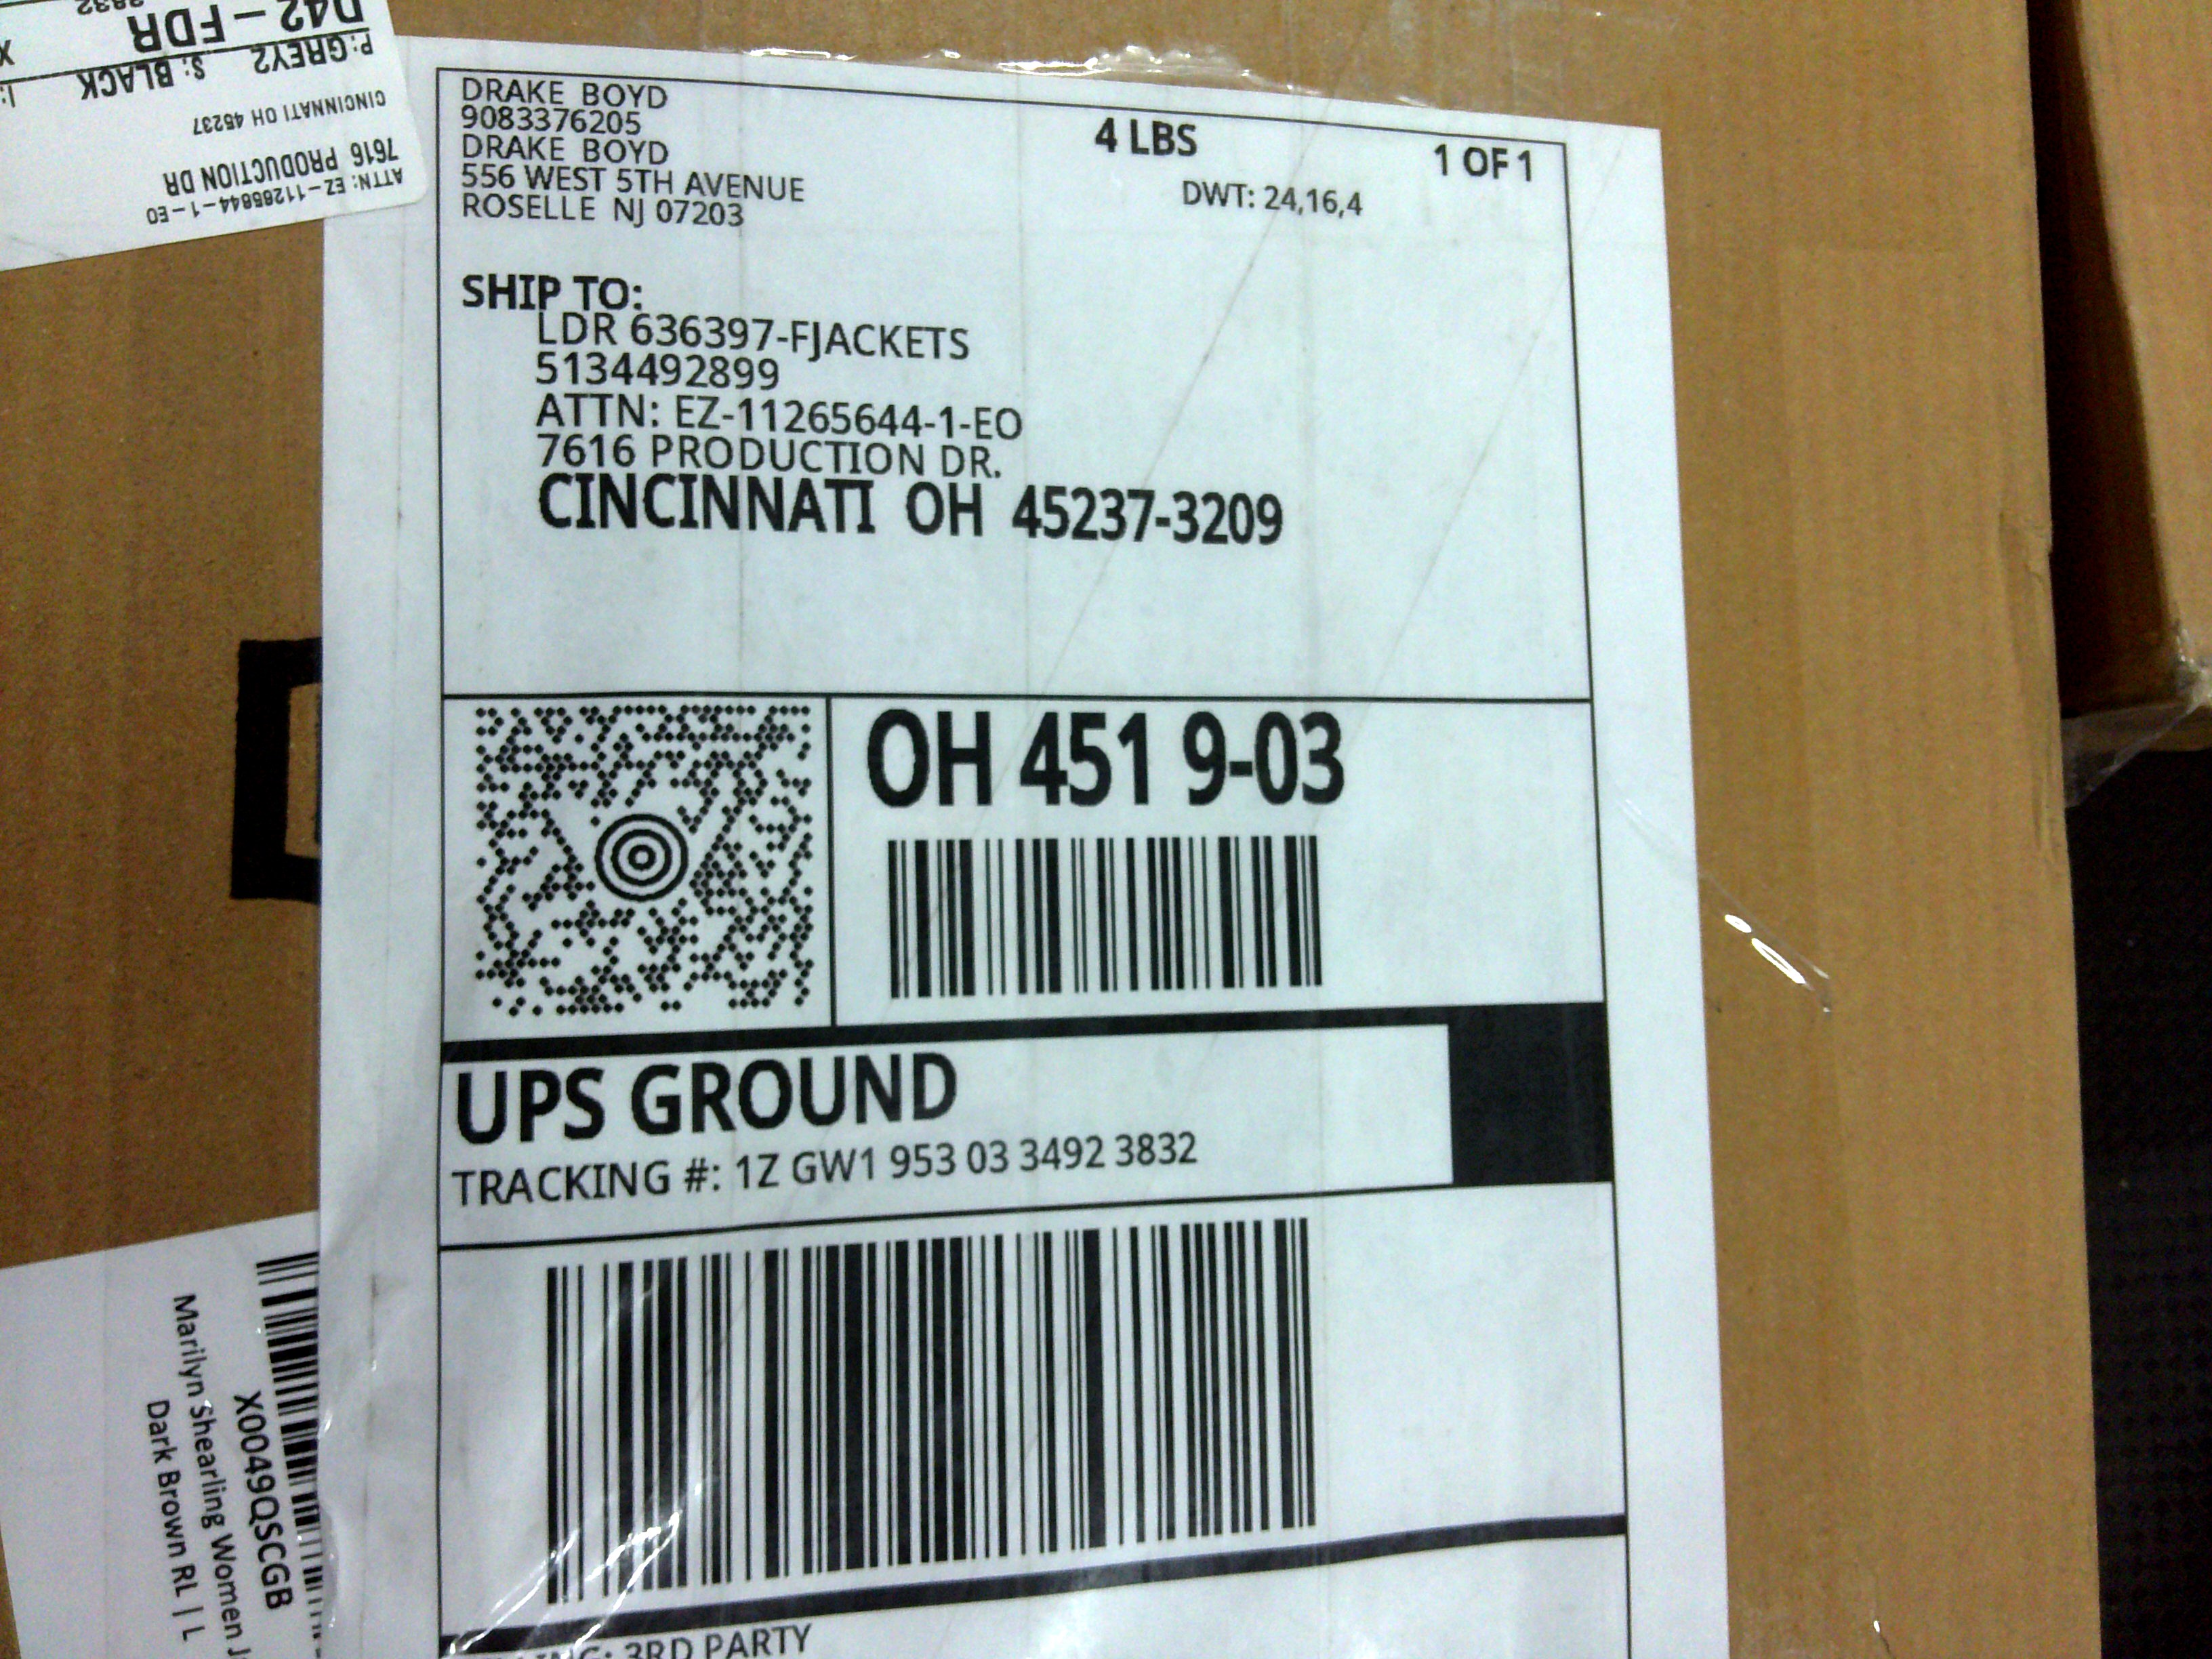 DRAKE BOYD
9083376205
DRAKE BOYD
556 WEST 5TH AVENUE
ROSELLE NJ 07203
4 LBS
1 OF 1
DWT: 24,16,4
SHIP TO:
LDR 636397-FJACKETS
5134492899
ATTN: EZ-11265644-1-EO
7616 PRODUCTION DR.
CINCINNATI OH 45237-3209
OH 451 9-03
UPS GROUND
TRACKING #: 1Z GW1 953 03 3492 3832
3RD PARTY
ATTN: EZ-11265644-1-EO
7616 PRODUCTION DR
CINCINNATI OH 45237
P: GREY2 S: BLACK I:
D42-FDR
3832
X0049QSCGB
Marilyn Shearling Women J
Dark Brown RL | L